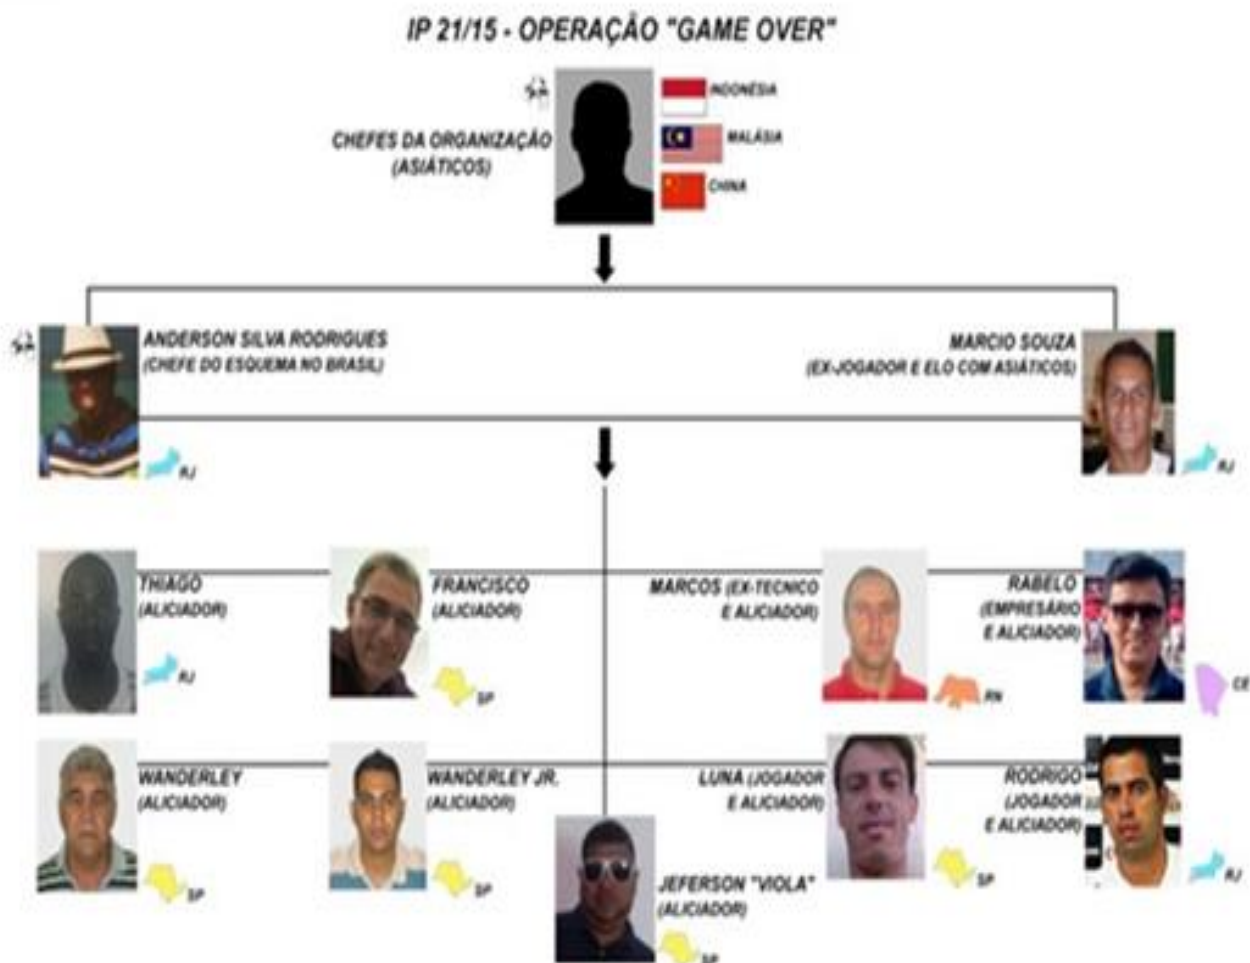 IP 21/15 - OPERAÇÃO "GAME OVER"
INDONÉSIA
CHEFES DA ORGANIZAÇÃO
(ASIÁTICOS)
MALÁSIA
CHINA
ANDERSON SILVA RODRIGUES
(CHEFE DO ESQUEMA NO BRASIL)
RJ
MARCIO SOUZA
(EX-JOGADOR E ELO COM ASIÁTICOS)
RJ
THIAGO
(ALICIADOR)
RJ
FRANCISCO
(ALICIADOR)
SP
MARCOS (EX-TECNICO
E ALICIADOR)
RN
RABELO
(EMPRESÁRIO
E ALICIADOR)
CE
WANDERLEY
(ALICIADOR)
SP
WANDERLEY JR.
(ALICIADOR)
SP
JEFERSON "VIOLA"
(ALICIADOR)
SP
LUNA (JOGADOR
E ALICIADOR)
SP
RODRIGO
(JOGADOR
E ALICIADOR)
RJ